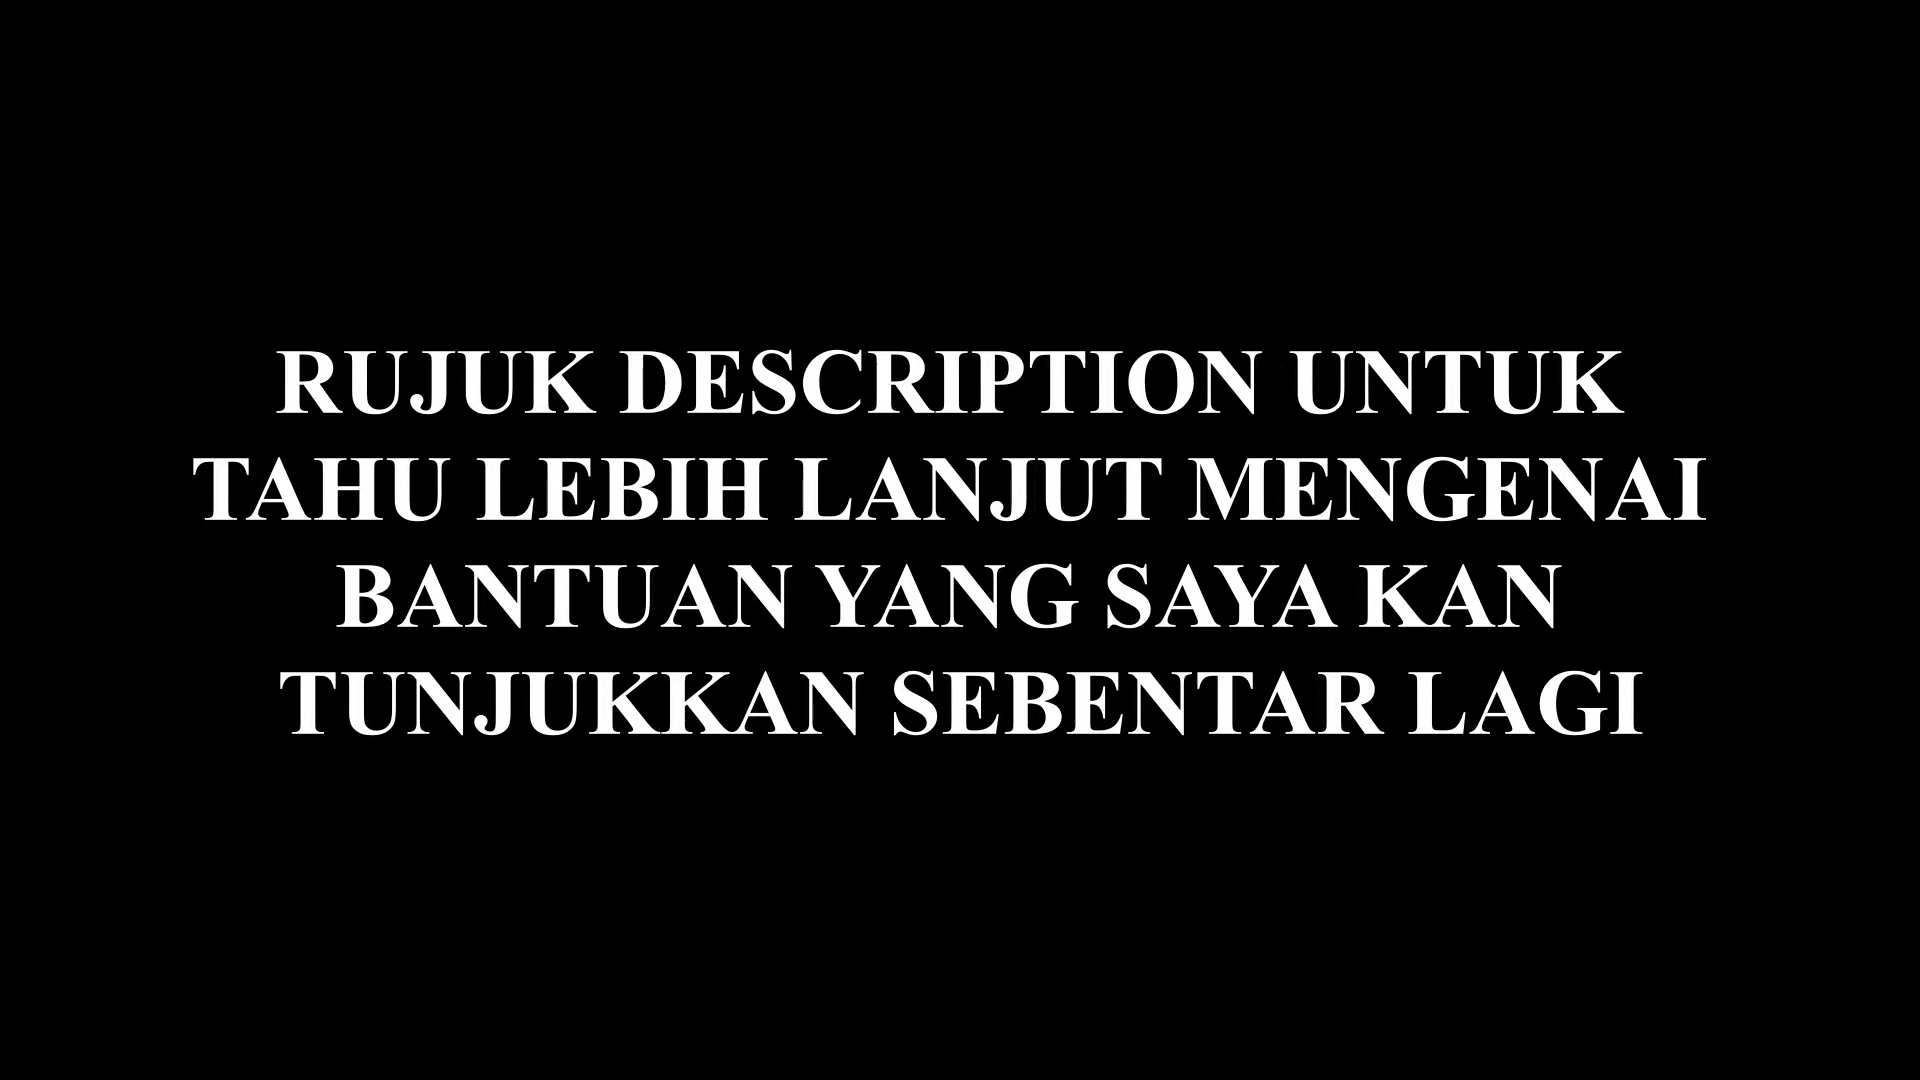 RUJUK DESCRIPTION UNTUK
TAHU LEBIH LANJUT MENGENAI
BANTUAN YANG SAYA KAN
TUNJUKKAN SEBENTAR LAGI